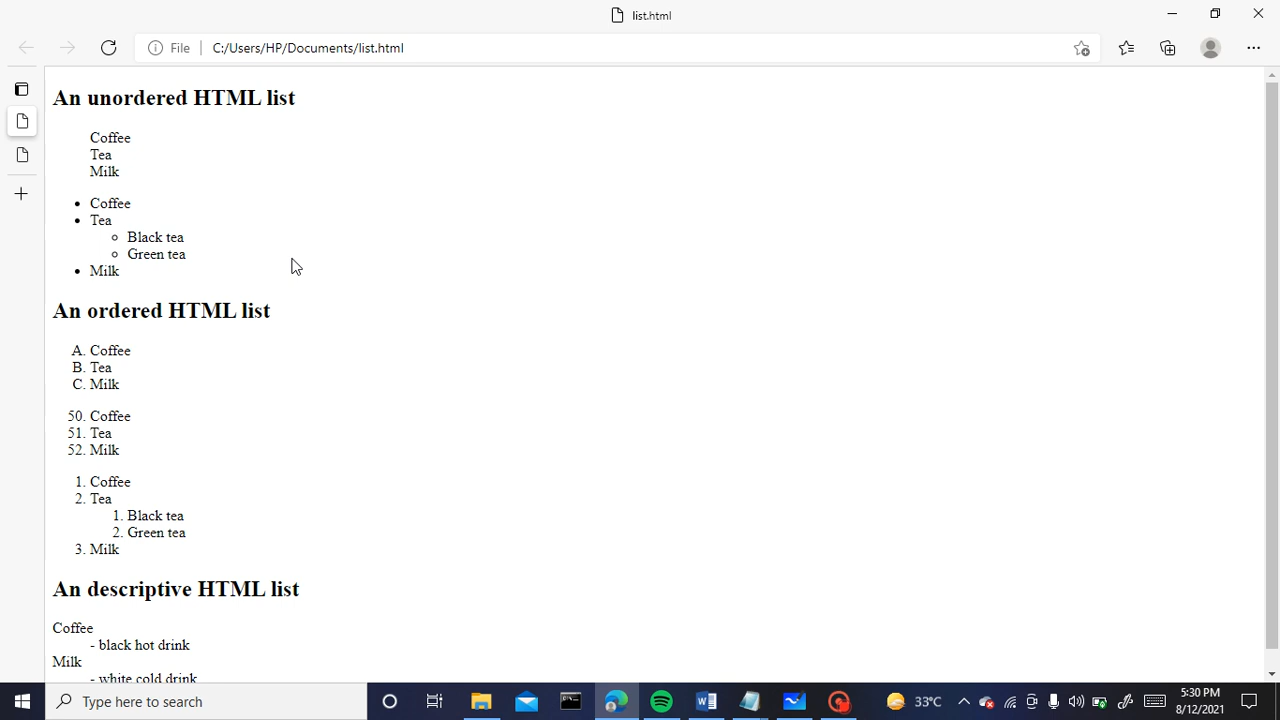 list.html
File
C:/Users/HP/Documents/list.html
An unordered HTML list
Coffee
Tea
Milk
• Coffee
• Tea
◦ Black tea
◦ Green tea
• Milk
An ordered HTML list
A. Coffee
B. Tea
C. Milk
50. Coffee
51. Tea
52. Milk
1. Coffee
2. Tea
1. Black tea
2. Green tea
3. Milk
An descriptive HTML list
Coffee
- black hot drink
Milk
- white cold drink
Type here to search
33°C
5:30 PM
8/12/2021